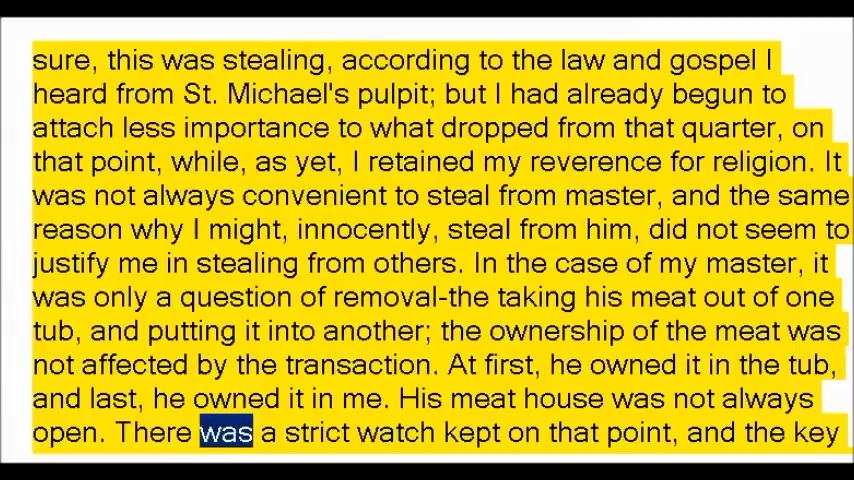 sure, this was stealing, according to the law and gospel I
heard from St. Michael's pulpit; but I had already begun to
attach less importance to what dropped from that quarter, on
that point, while, as yet, I retained my reverence for religion. It
was not always convenient to steal from master, and the same
reason why I might, innocently, steal from him, did not seem to
justify me in stealing from others. In the case of my master, it
was only a question of removal-the taking his meat out of one
tub, and putting it into another; the ownership of the meat was
not affected by the transaction. At first, he owned it in the tub,
and last, he owned it in me. His meat house was not always
open. There was a strict watch kept on that point, and the key